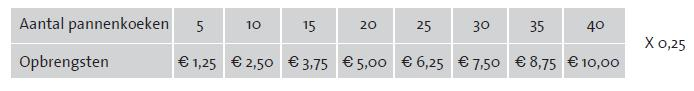 Aantal pannenkoeken 5 10 15 20 25 30 35 40
X 0,25
Opbrengsten € 1,25 € 2,50 € 3,75 € 5,00 € 6,25 € 7,50 € 8,75 € 10,00